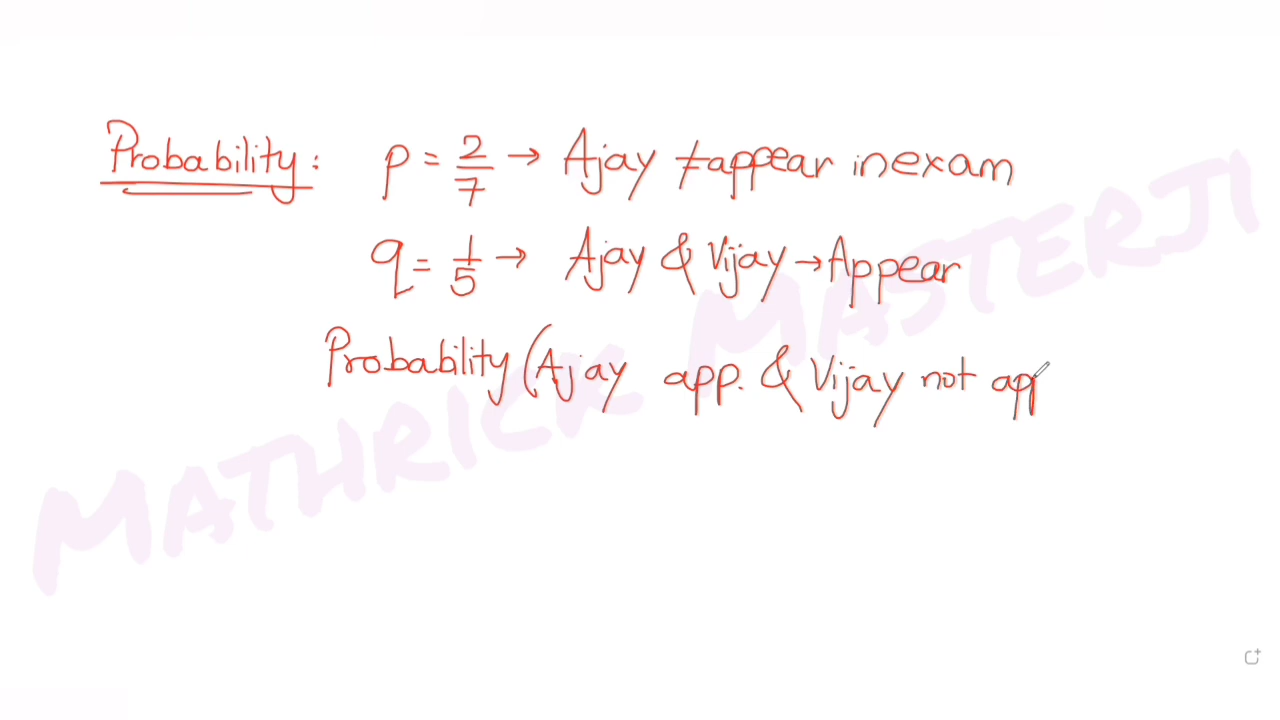 Probability: p = 2/7 → Ajay ≁appear in exam
q = 1/5 → Ajay & Vijay → Appear
Probability (Ajay app. & Vijay not app
MATHRICK MASTERJI